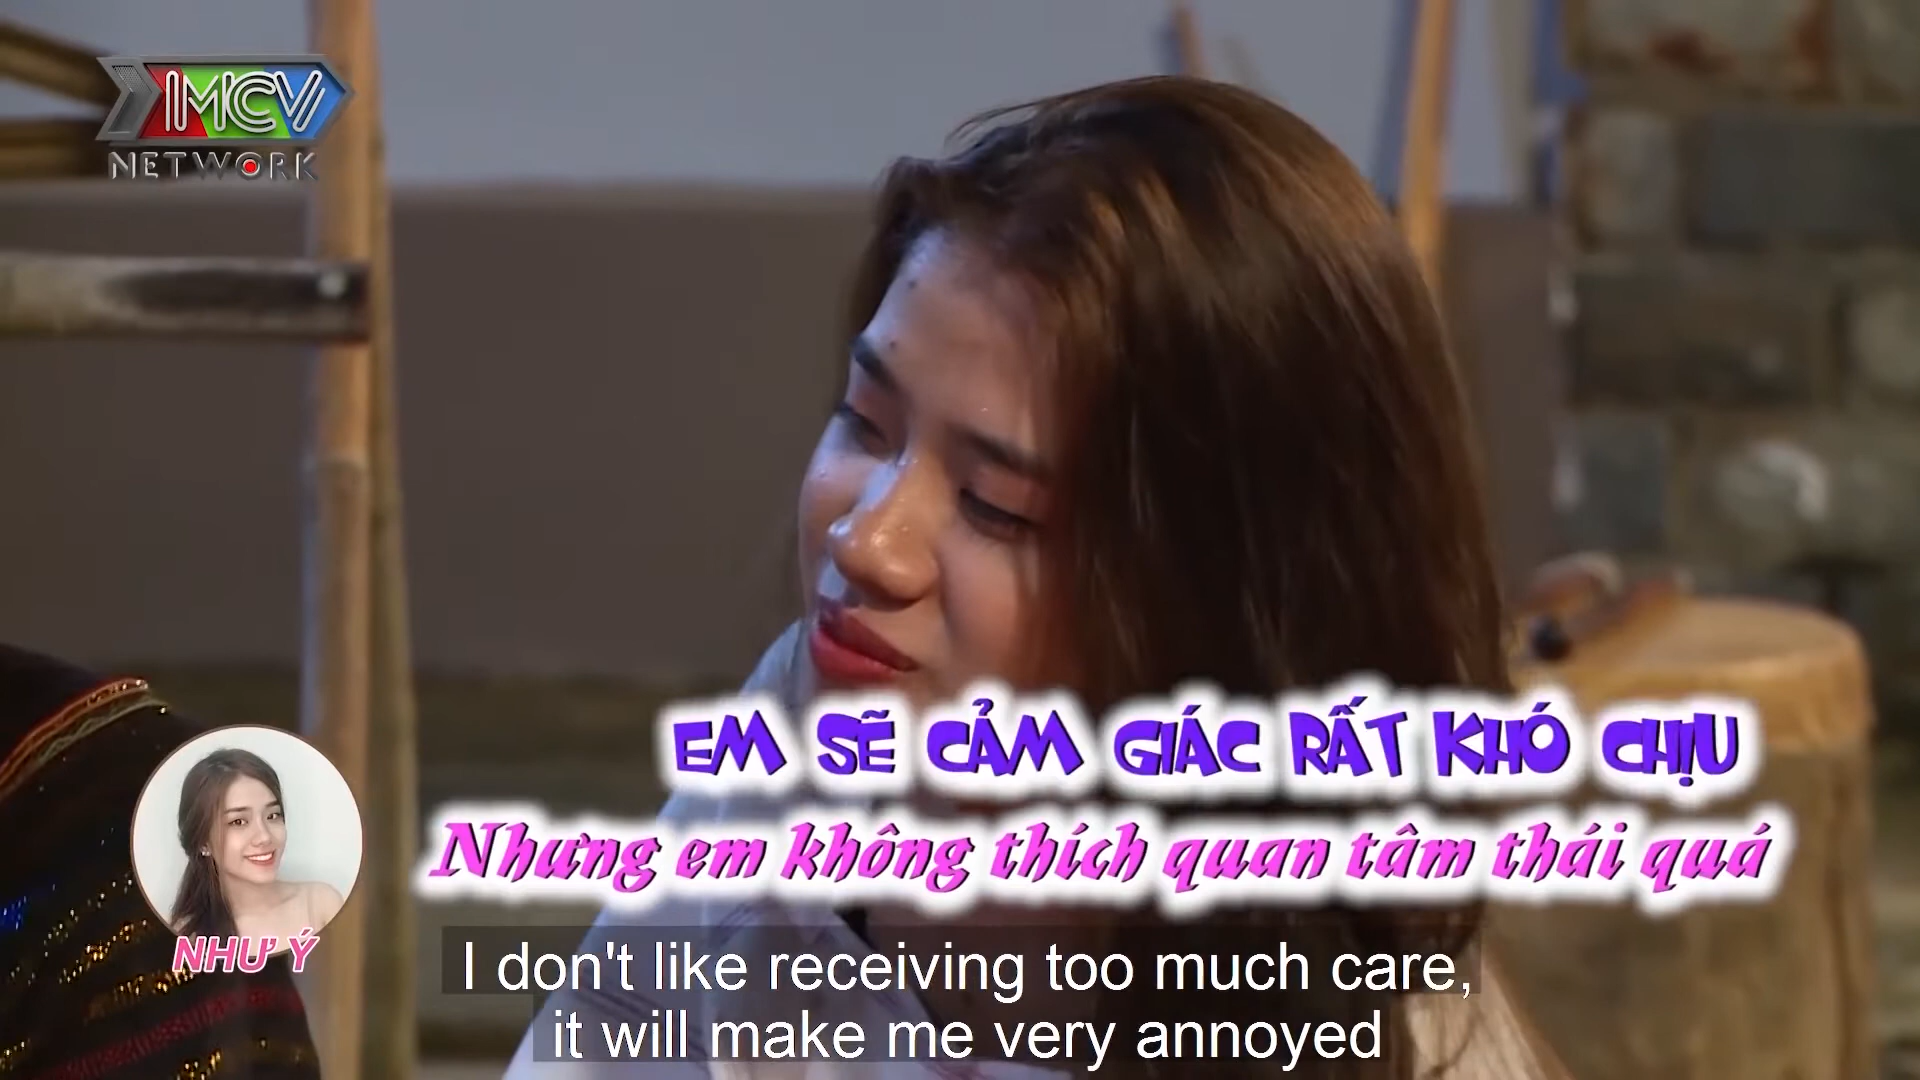 MCV
NETWORK
EM SẼ CẢM GIÁC RẤT KHÓ CHỊU
Nhưng em không thích quan tâm thái quá
NHƯ Ý
I don't like receiving too much care,
it will make me very annoyed